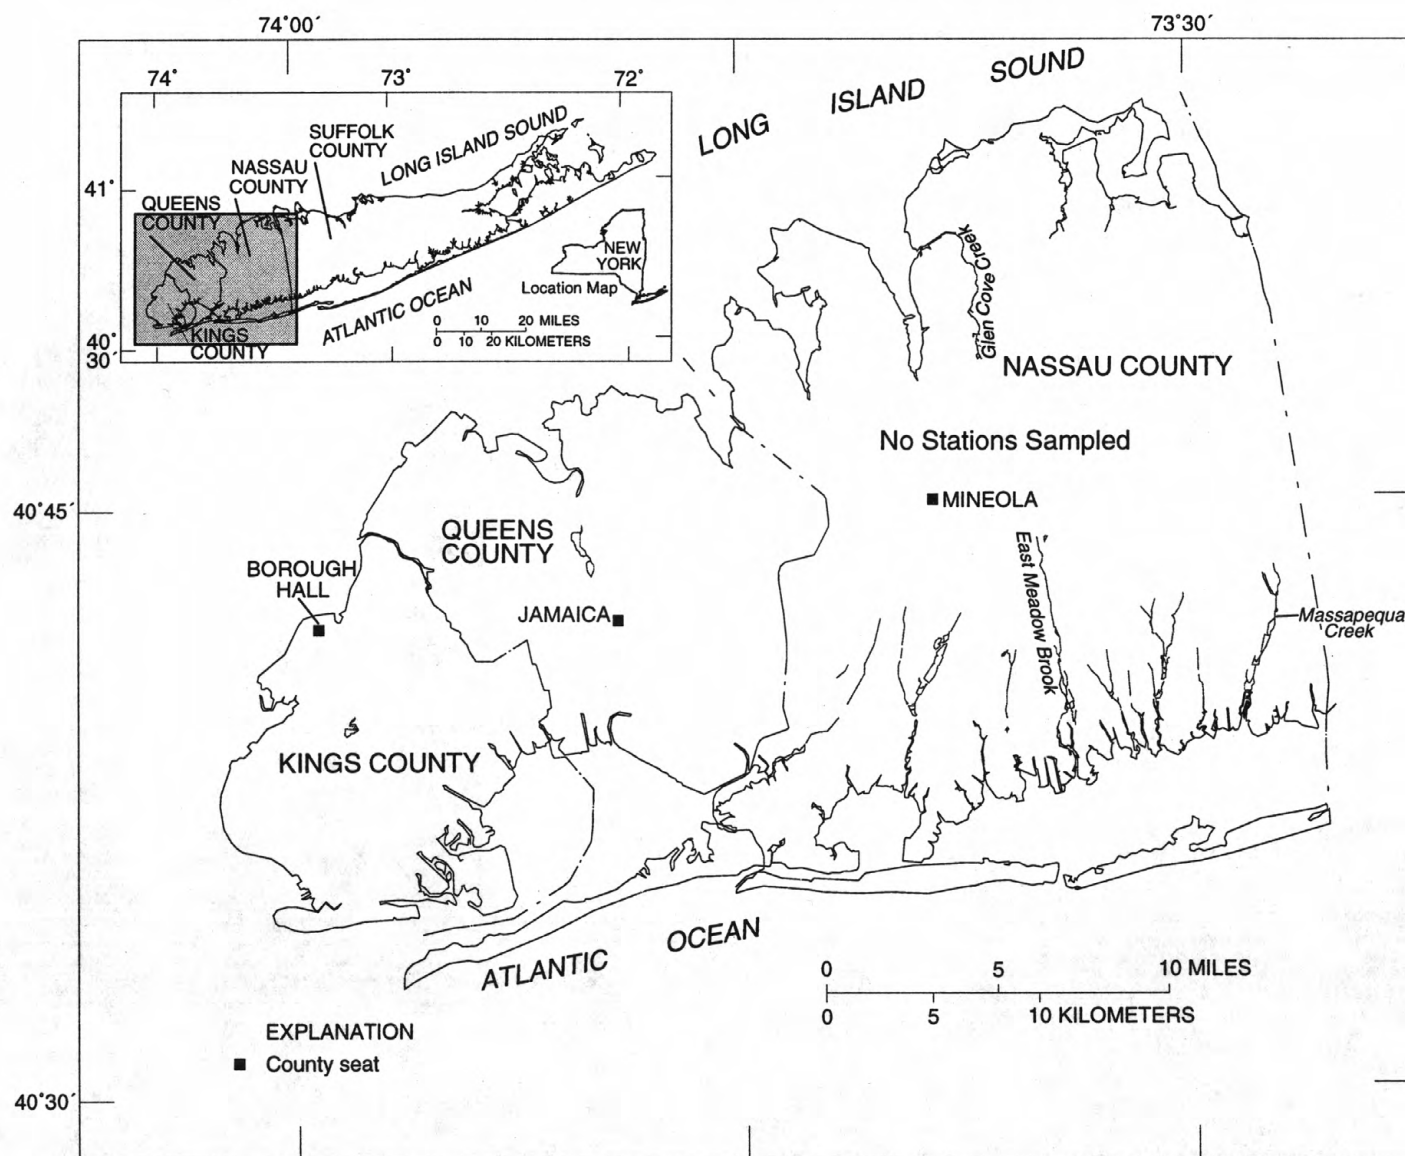 74°00′
73°30′
74°
73°
72°
LONG ISLAND SOUND
SUFFOLK
COUNTY
LONG ISLAND SOUND
NASSAU
COUNTY
41°
QUEENS
COUNTY
NEW
YORK
Location Map
ATLANTIC OCEAN
0 10 20 MILES
0 10 20 KILOMETERS
KINGS
COUNTY
40°
30′
Glen Cove Creek
NASSAU COUNTY
No Stations Sampled
MINEOLA
40°45′
QUEENS
COUNTY
East Meadow Brook
BOROUGH
HALL
JAMAICA
Massapequa
Creek
KINGS COUNTY
ATLANTIC OCEAN
0 5 10 MILES
0 5 10 KILOMETERS
EXPLANATION
County seat
40°30′